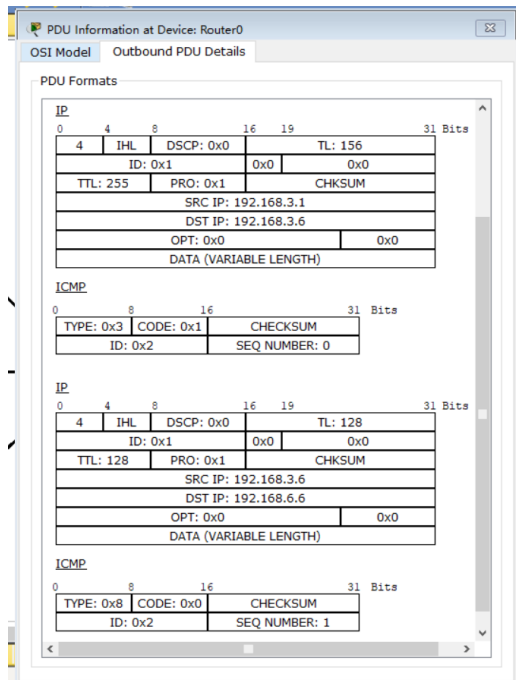 PDU Information at Device: Router0
OSI Model Outbound PDU Details
PDU Formats
IP
0 4 8 16 19 31 Bits
4 IHL DSCP: 0x0 TL: 156
ID: 0x1 0x0 0x0
TTL: 255 PRO: 0x1 CHKSUM
SRC IP: 192.168.3.1
DST IP: 192.168.3.6
OPT: 0x0 0x0
DATA (VARIABLE LENGTH)
ICMP
0 8 16 31 Bits
TYPE: 0x3 CODE: 0x1 CHECKSUM
ID: 0x2 SEQ NUMBER: 0
IP
0 4 8 16 19 31 Bits
4 IHL DSCP: 0x0 TL: 128
ID: 0x1 0x0 0x0
TTL: 128 PRO: 0x1 CHKSUM
SRC IP: 192.168.3.6
DST IP: 192.168.6.6
OPT: 0x0 0x0
DATA (VARIABLE LENGTH)
ICMP
0 8 16 31 Bits
TYPE: 0x8 CODE: 0x0 CHECKSUM
ID: 0x2 SEQ NUMBER: 1